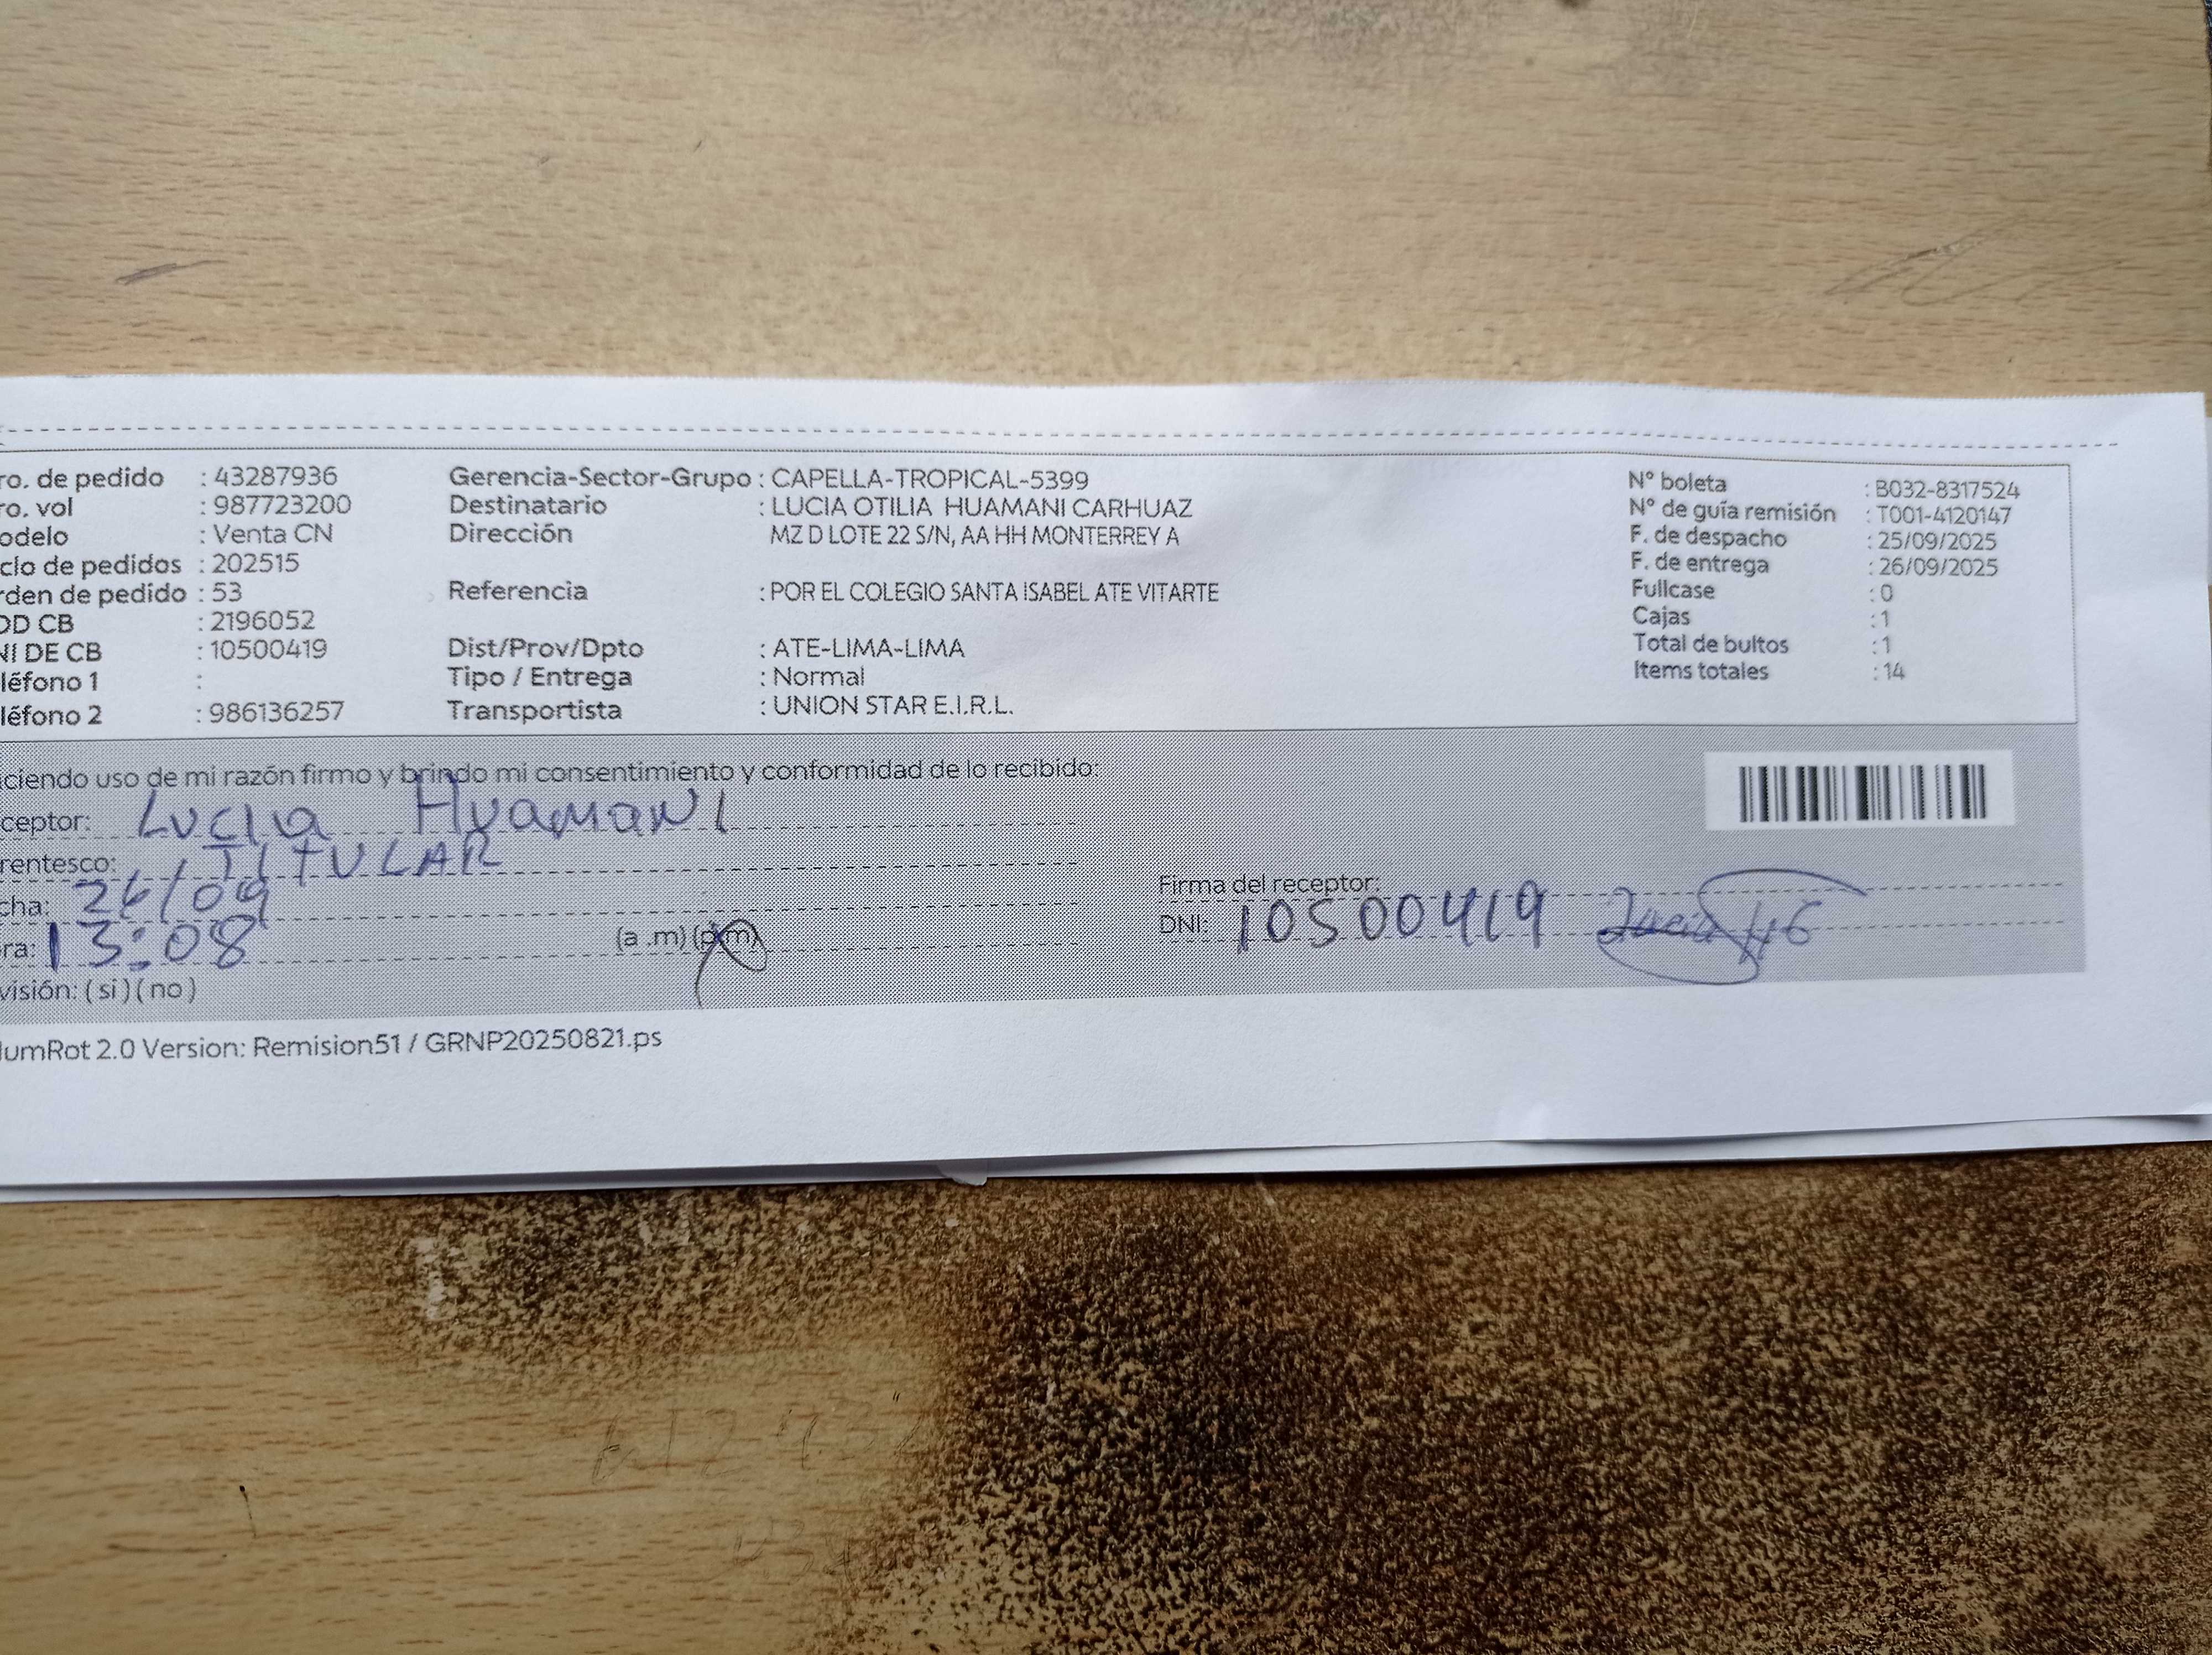 ro. de pedido : 43287936 Gerencia-Sector-Grupo : CAPELLA-TROPICAL-5399 N° boleta : B032-8317524
ro. vol : 987723200 Destinatario : LUCIA OTILIA HUAMANI CARHUAZ N° de guía remisión : T001-4120147
odelo : Venta CN Dirección MZ D LOTE 22 S/N, AA HH MONTERREY A F. de despacho : 25/09/2025
clo de pedidos : 202515 F. de entrega : 26/09/2025
rden de pedido : 53 Referencia : POR EL COLEGIO SANTA ISABEL ATE VITARTE Fullcase : 0
OD CB : 2196052 Cajas : 1
NI DE CB : 10500419 Dist/Prov/Dpto : ATE-LIMA-LIMA Total de bultos : 1
léfono 1 : Tipo / Entrega : Normal Items totales : 14
léfono 2 : 986136257 Transportista : UNION STAR E.I.R.L.
ciendo uso de mi razón firmo y brindo mi consentimiento y conformidad de lo recibido:
ceptor: Lucia Huamani
rentesco: TITULAR
cha: 26/09 Firma del receptor:
ra: 13:08 (a .m) (p.m) DNI: 10500419
visión: ( si ) ( no )
umRot 2.0 Version: Remision51 / GRNP20250821.ps